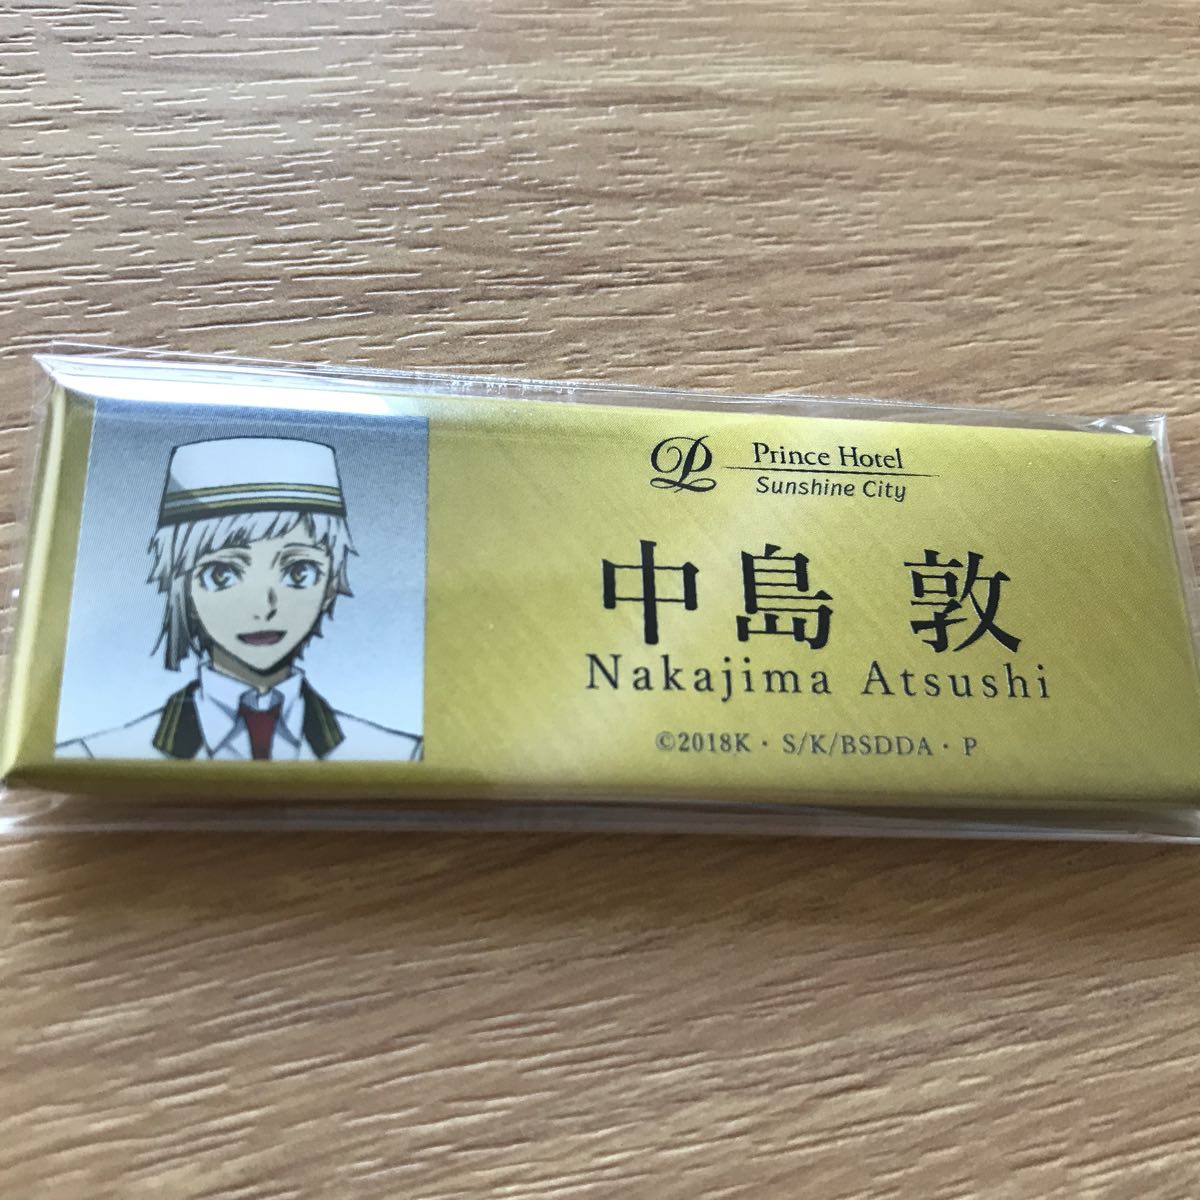 Prince Hotel
Sunshine City
中島 敦
Nakajima Atsushi
©2018K・S/K/BSDDA・P